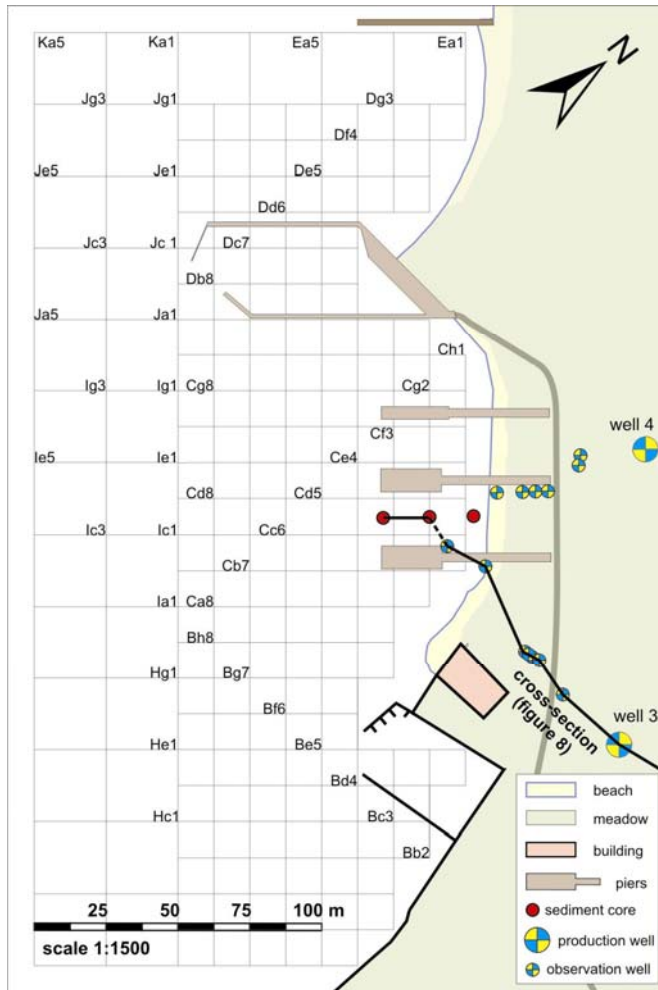 Ka5 Ka1 Ea5 Ea1
N
Jg3 Jg1 Dg3
Df4
Je5 Je1 De5
Dd6
Jc3 Jc 1 Dc7
Db8
Ja5 Ja1
Ch1
Ig3 Ig1 Cg8 Cg2
well 4
Cf3
Ie5 Ie1 Ce4
Cd8 Cd5
Ic3 Ic1 Cc6
Cb7
Ia1 Ca8
Bh8
Hg1 Bg7
cross-section
(figure 8)
Bf6
well 3
He1 Be5
Bd4
Hc1 Bc3
Bb2
beach
meadow
building
piers
sediment core
production well
observation well
25 50 75 100 m
scale 1:1500